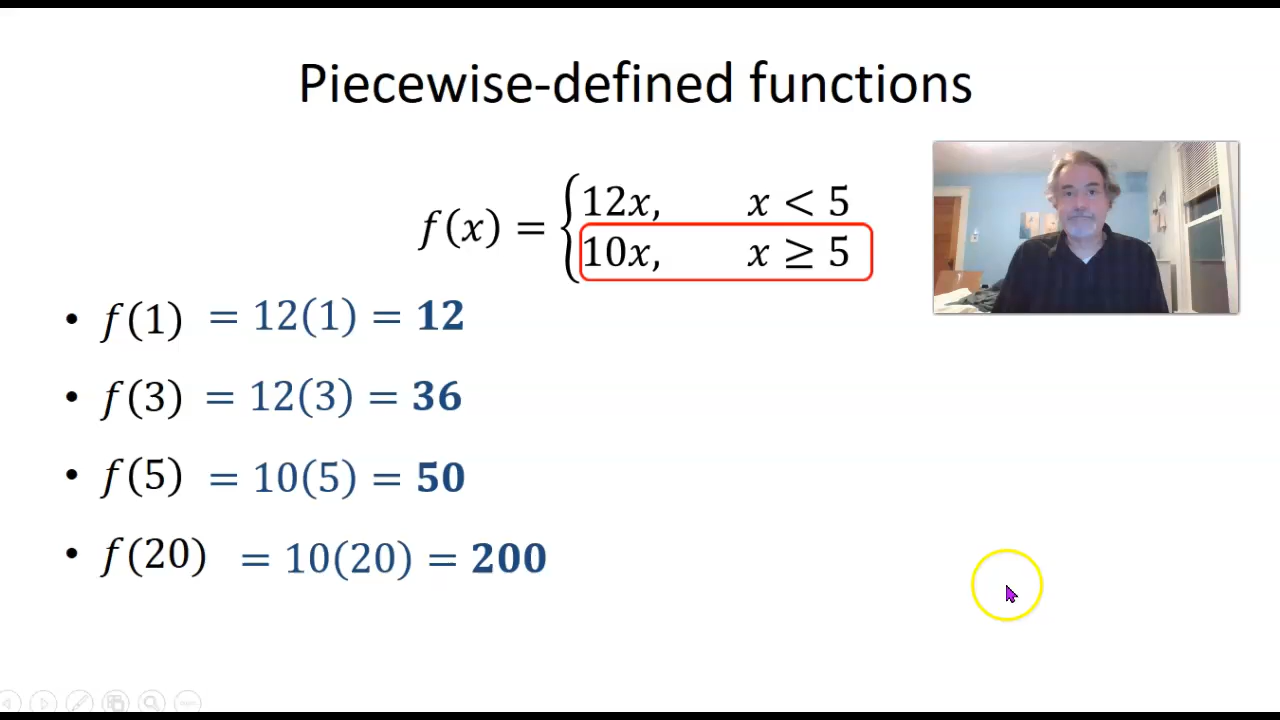 Piecewise-defined functions
f(x) = { 12x, x < 5
10x, x ≥ 5
• f(1) = 12(1) = 12
• f(3) = 12(3) = 36
• f(5) = 10(5) = 50
• f(20) = 10(20) = 200